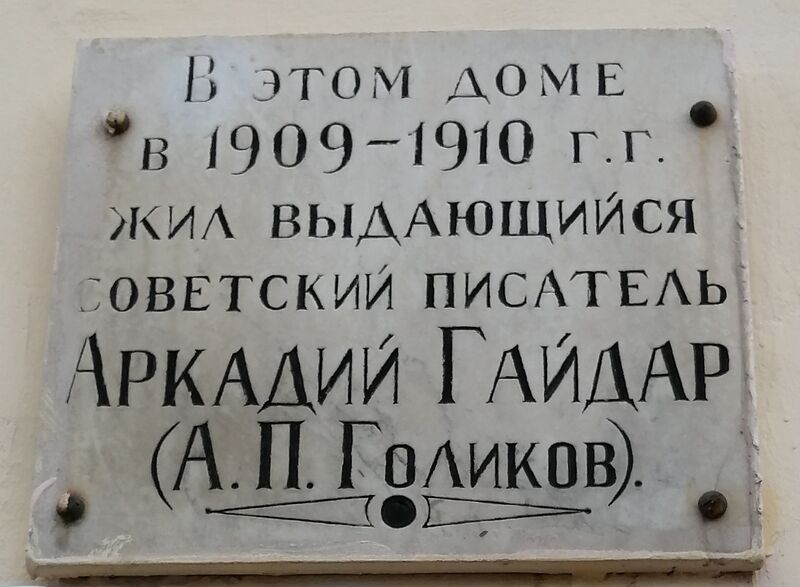 В этом доме
в 1909-1910 г.г.
жил выдающийся
советский писатель
Аркадий Гайдар
(А.П. Голиков).